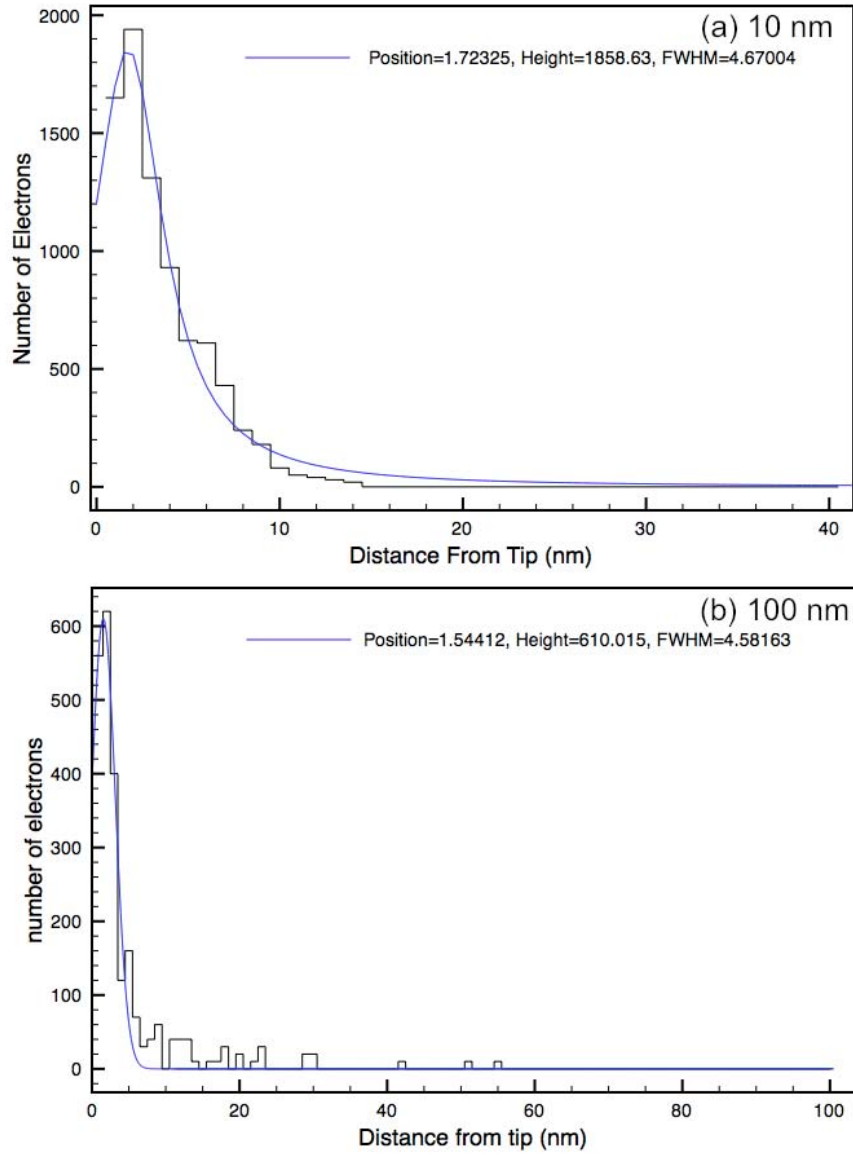 (a) 10 nm
Position=1.72325, Height=1858.63, FWHM=4.67004
2000
1500
1000
500
0
Number of Electrons
0 10 20 30 40
Distance From Tip (nm)
(b) 100 nm
Position=1.54412, Height=610.015, FWHM=4.58163
600
500
400
300
200
100
0
number of electrons
0 20 40 60 80 100
Distance from tip (nm)